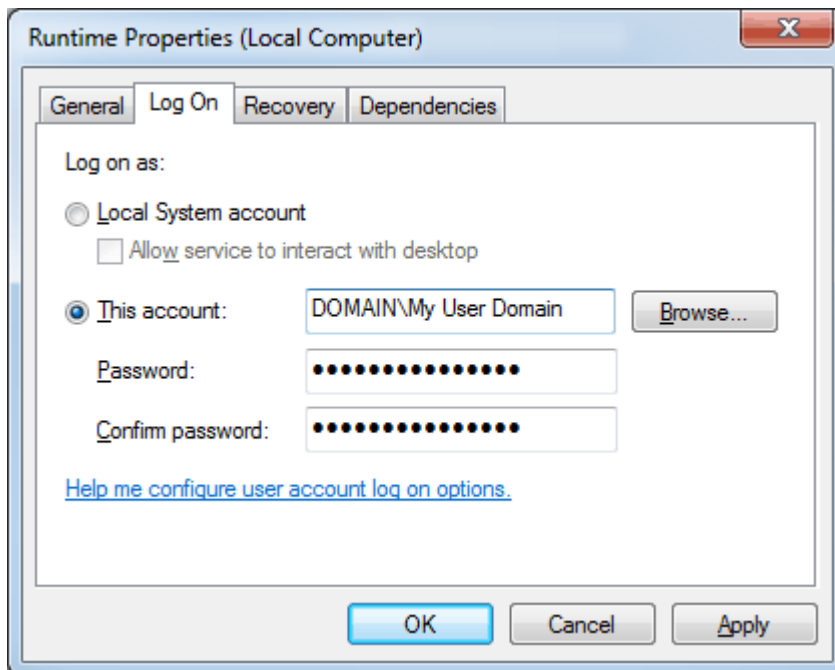 Runtime Properties (Local Computer)
General Log On Recovery Dependencies
Log on as:
Local System account
Allow service to interact with desktop
This account: DOMAIN\My User Domain Browse...
Password: •••••••••••••••
Confirm password: •••••••••••••••
Help me configure user account log on options.
OK Cancel Apply